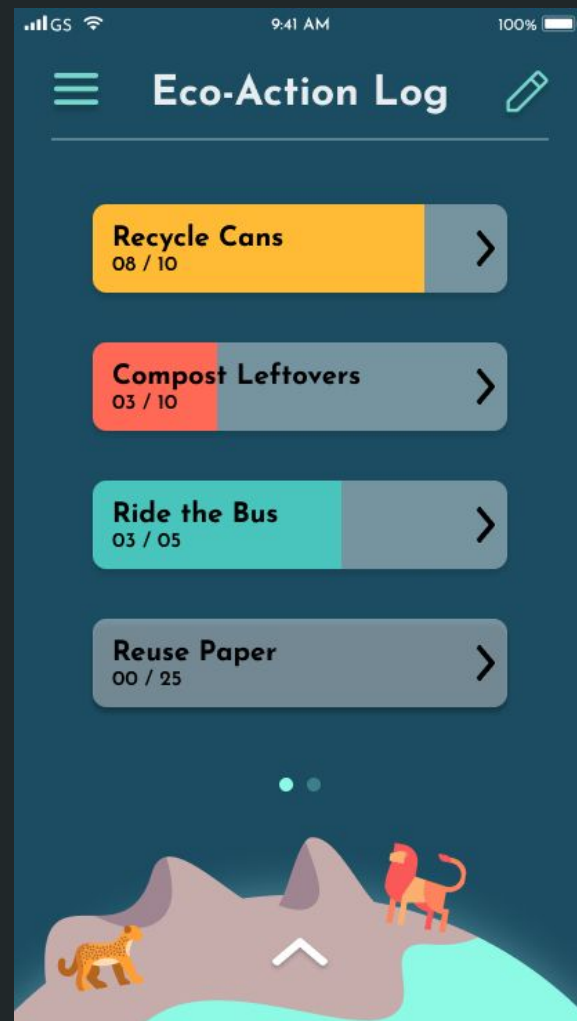 GS 9:41 AM 100%
Eco-Action Log
Recycle Cans
08 / 10
Compost Leftovers
03 / 10
Ride the Bus
03 / 05
Reuse Paper
00 / 25